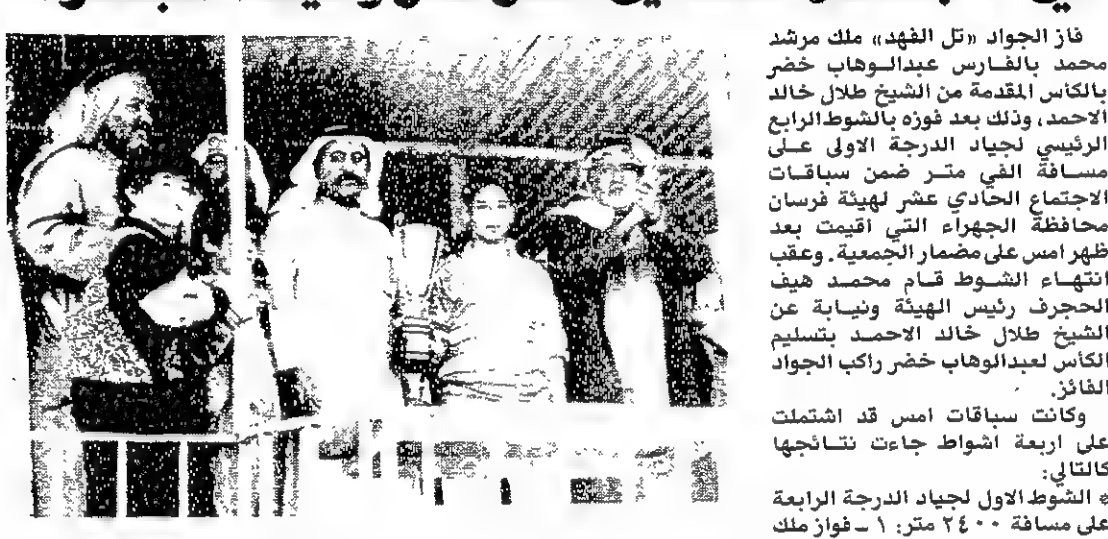 فاز الجواد «تل الفهد» ملك مرشد
محمد بالفارس عبدالوهاب خضر
بالكأس المقدمة من الشيخ طلال خالد
الاحمد، وذلك بعد فوزه بالشوط الرابع
الرئيسي لجياد الدرجة الاولى على
مسافة الفي متر ضمن سباقات
الاجتماع الحادي عشر لهيئة فرسان
محافظة الجهراء التي اقيمت بعد
ظهر امس على مضمار الجمعية. وعقب
انتهاء الشوط قام محمد هيف
الحجرف رئيس الهيئة ونيابة عن
الشيخ طلال خالد الاحمد بتسليم
الكأس لعبدالوهاب خضر راكب الجواد
الفائز.
وكانت سباقات امس قد اشتملت
على اربعة اشواط جاءت نتائجها
كالتالي:
* الشوط الاول لجياد الدرجة الرابعة
على مسافة ٢٤٠٠ متر: ١ ـ فواز ملك